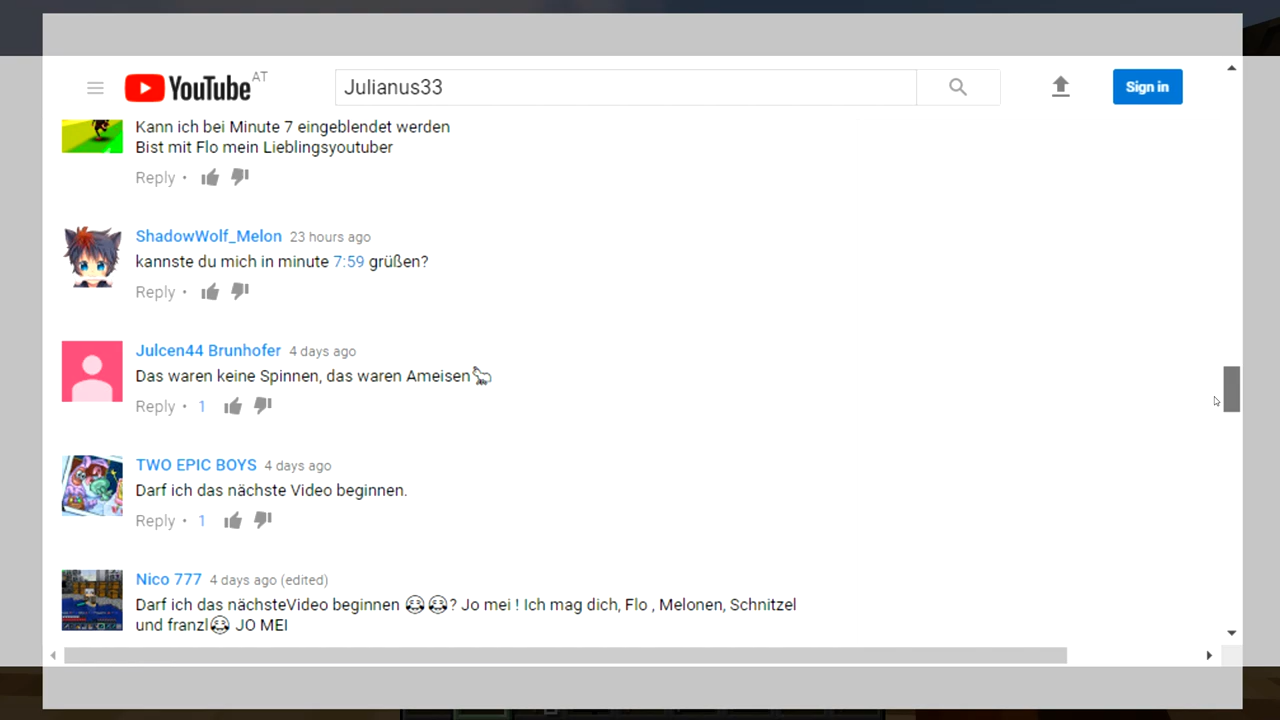 YouTube AT
Julianus33
Sign in
Kann ich bei Minute 7 eingeblendet werden
Bist mit Flo mein Lieblingsyoutuber
Reply •
ShadowWolf_Melon 23 hours ago
kannste du mich in minute 7:59 grüßen?
Reply •
Julcen44 Brunhofer 4 days ago
Das waren keine Spinnen, das waren Ameisen🐜
Reply • 1
TWO EPIC BOYS 4 days ago
Darf ich das nächste Video beginnen.
Reply • 1
Nico 777 4 days ago (edited)
Darf ich das nächsteVideo beginnen 😂😂? Jo mei ! Ich mag dich, Flo , Melonen, Schnitzel
und franzl😂 JO MEI